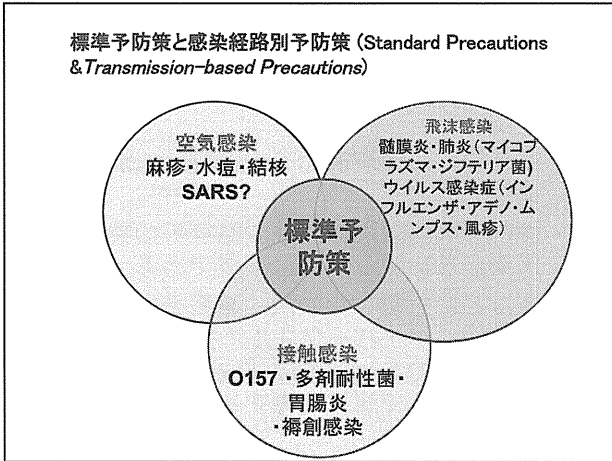 標準予防策と感染経路別予防策 (Standard Precautions
&Transmission-based Precautions)
空気感染
麻疹・水痘・結核
SARS?
飛沫感染
髄膜炎・肺炎(マイコプ
ラズマ・ジフテリア菌)
ウイルス感染症(イン
フルエンザ・アデノ・ム
ンプス・風疹)
標準予
防策
接触感染
O157 ・多剤耐性菌・
胃腸炎
・褥創感染